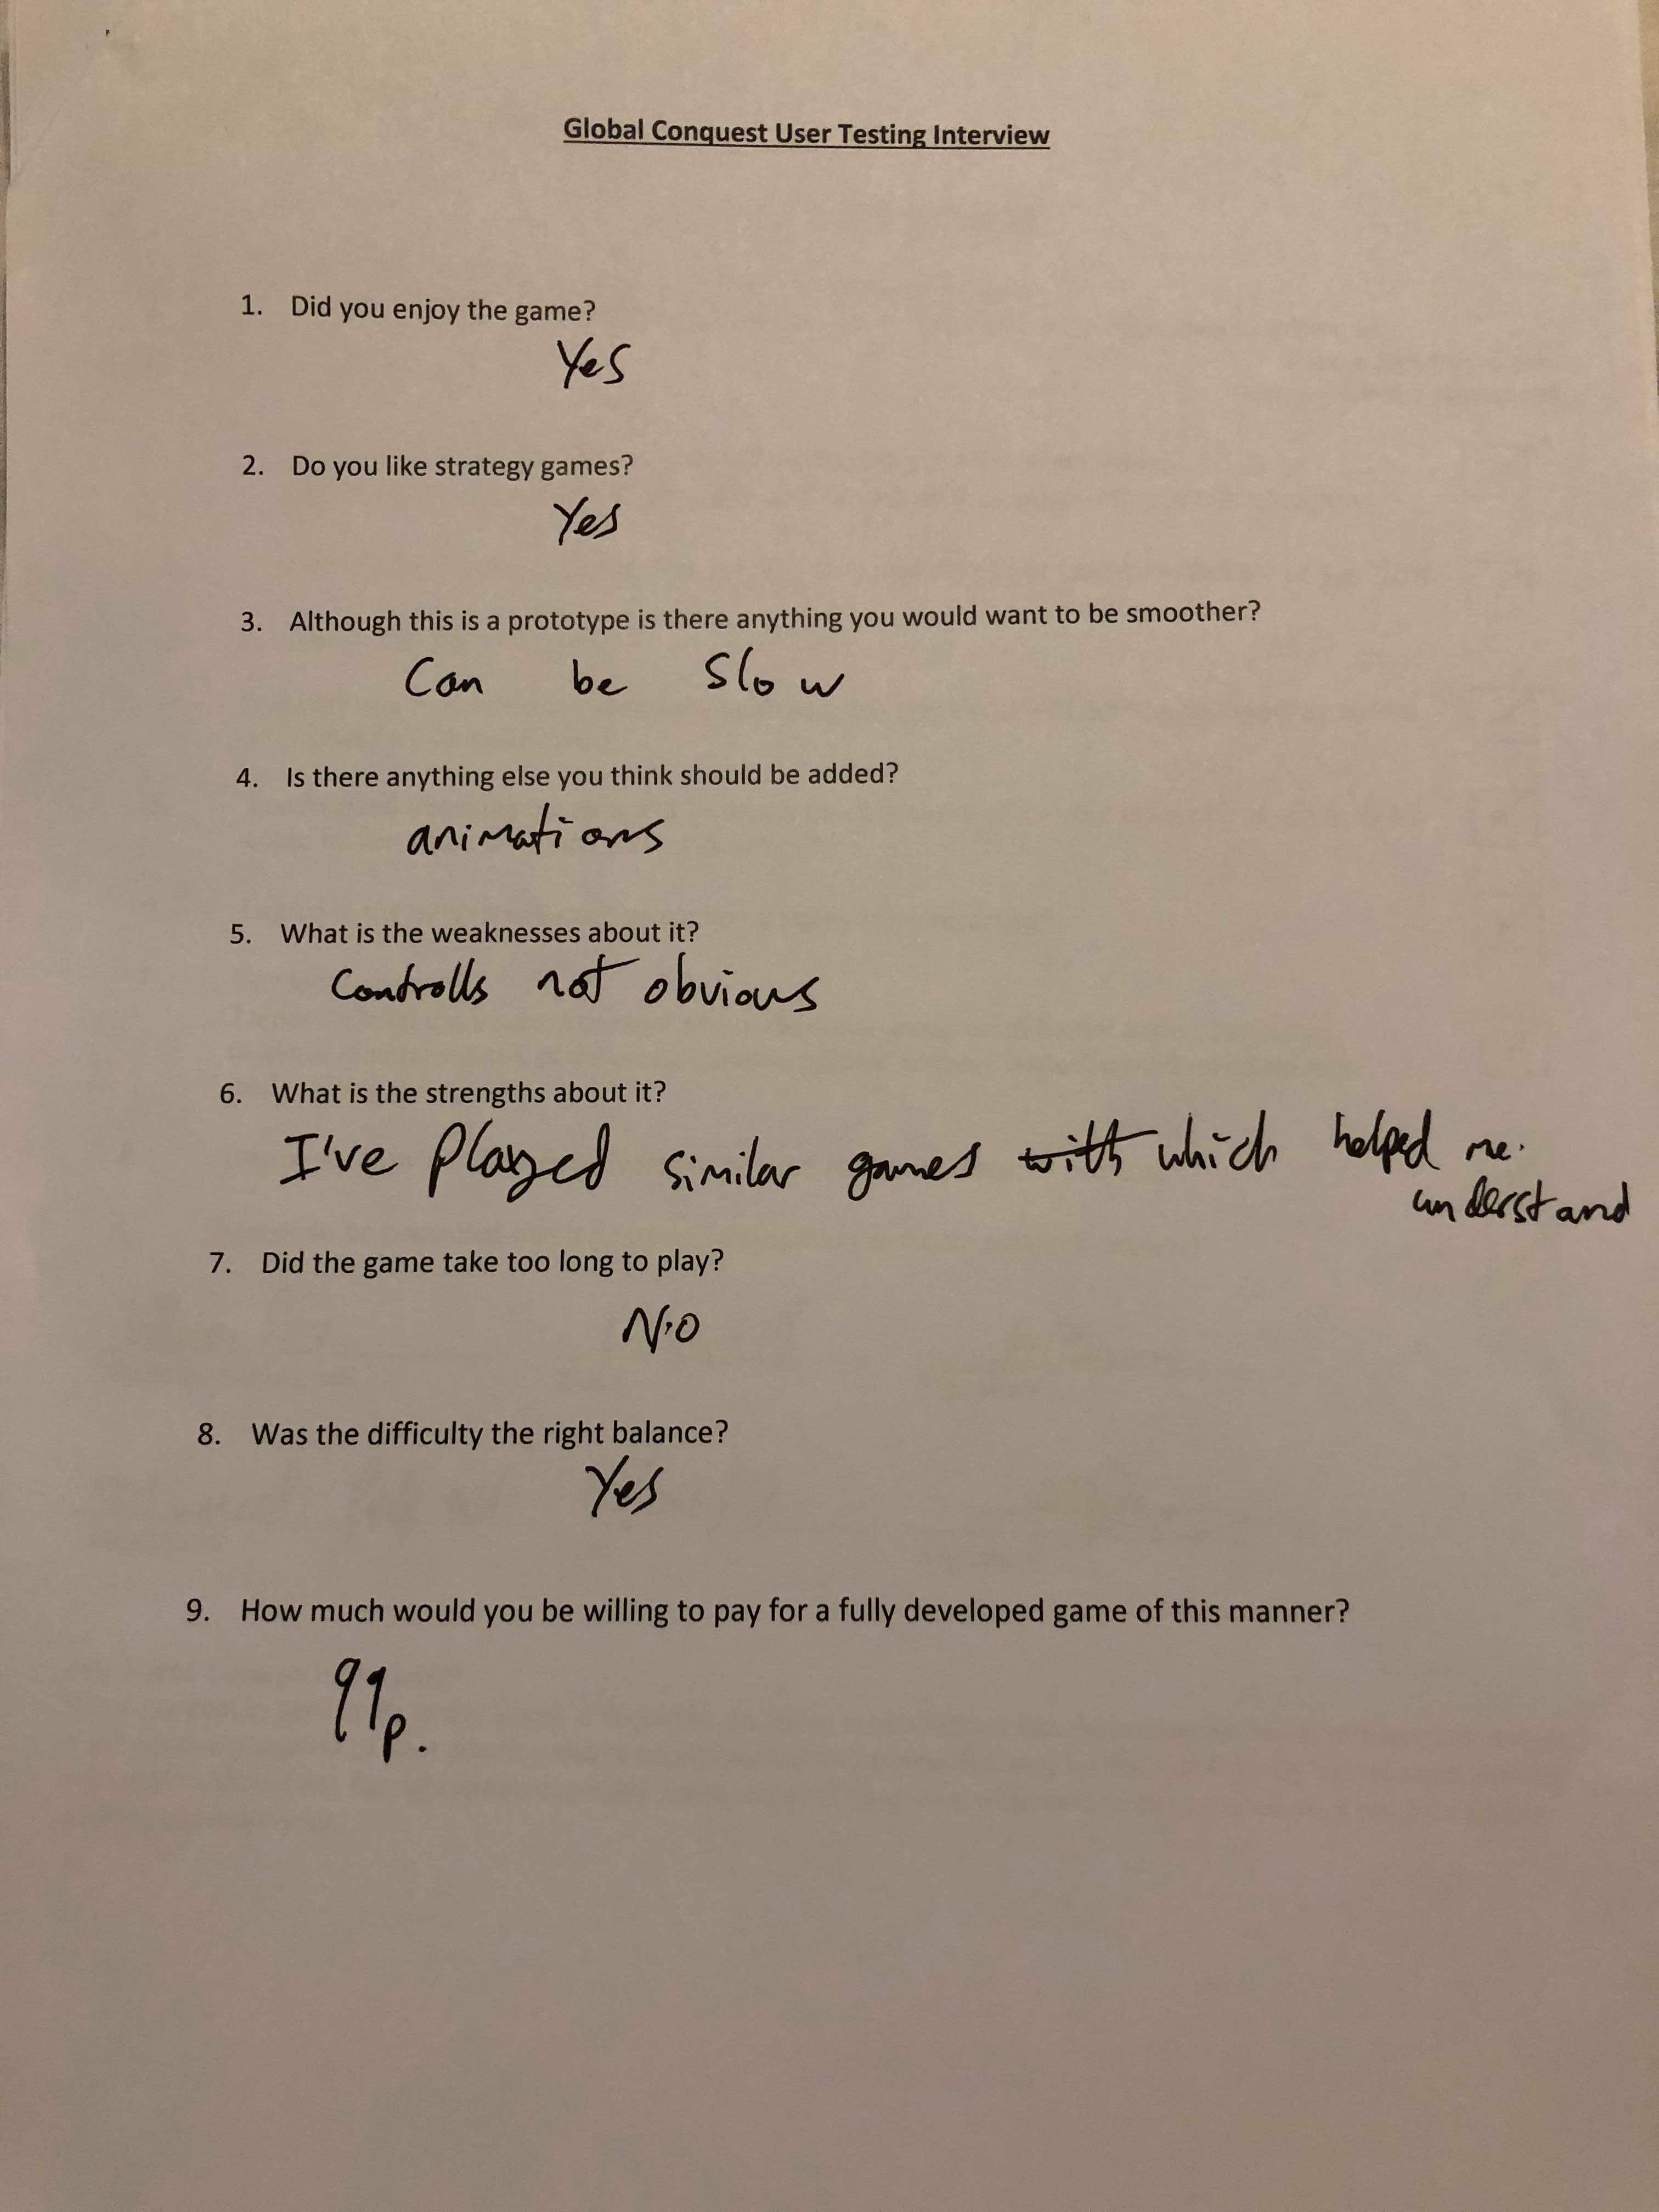 Global Conquest User Testing Interview
1. Did you enjoy the game?
Yes
2. Do you like strategy games?
Yes
3. Although this is a prototype is there anything you would want to be smoother?
Can be slow
4. Is there anything else you think should be added?
animations
5. What is the weaknesses about it?
Controlls not obvious
6. What is the strengths about it?
I've played similar games with which helped me.
understand
7. Did the game take too long to play?
No
8. Was the difficulty the right balance?
Yes
9. How much would you be willing to pay for a fully developed game of this manner?
99p.